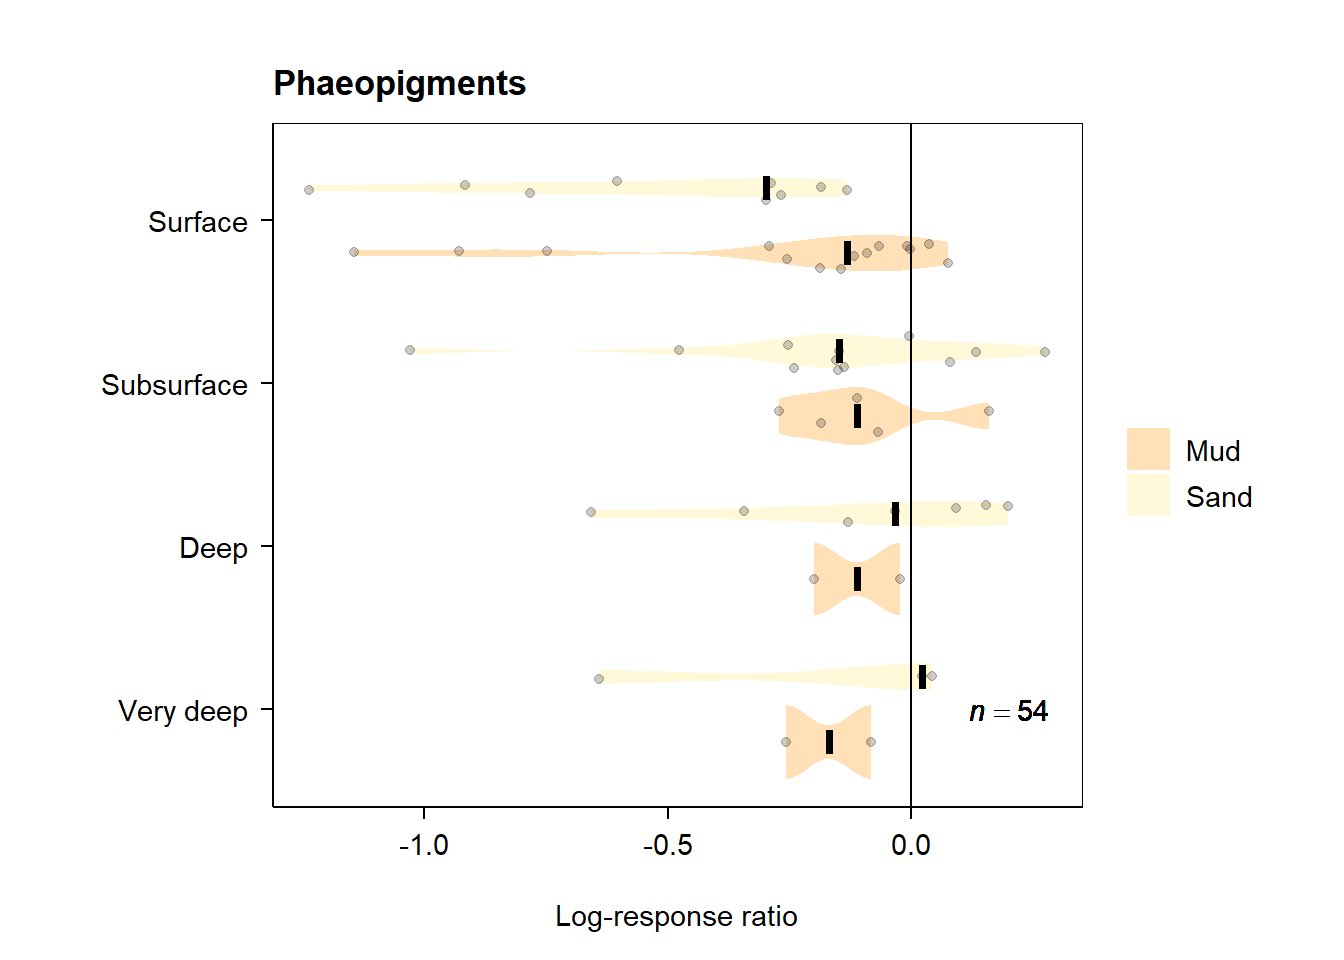 Phaeopigments
Surface
Subsurface
Mud
Sand
Deep
Very deep
n = 54
-1.0 -0.5 0.0
Log-response ratio